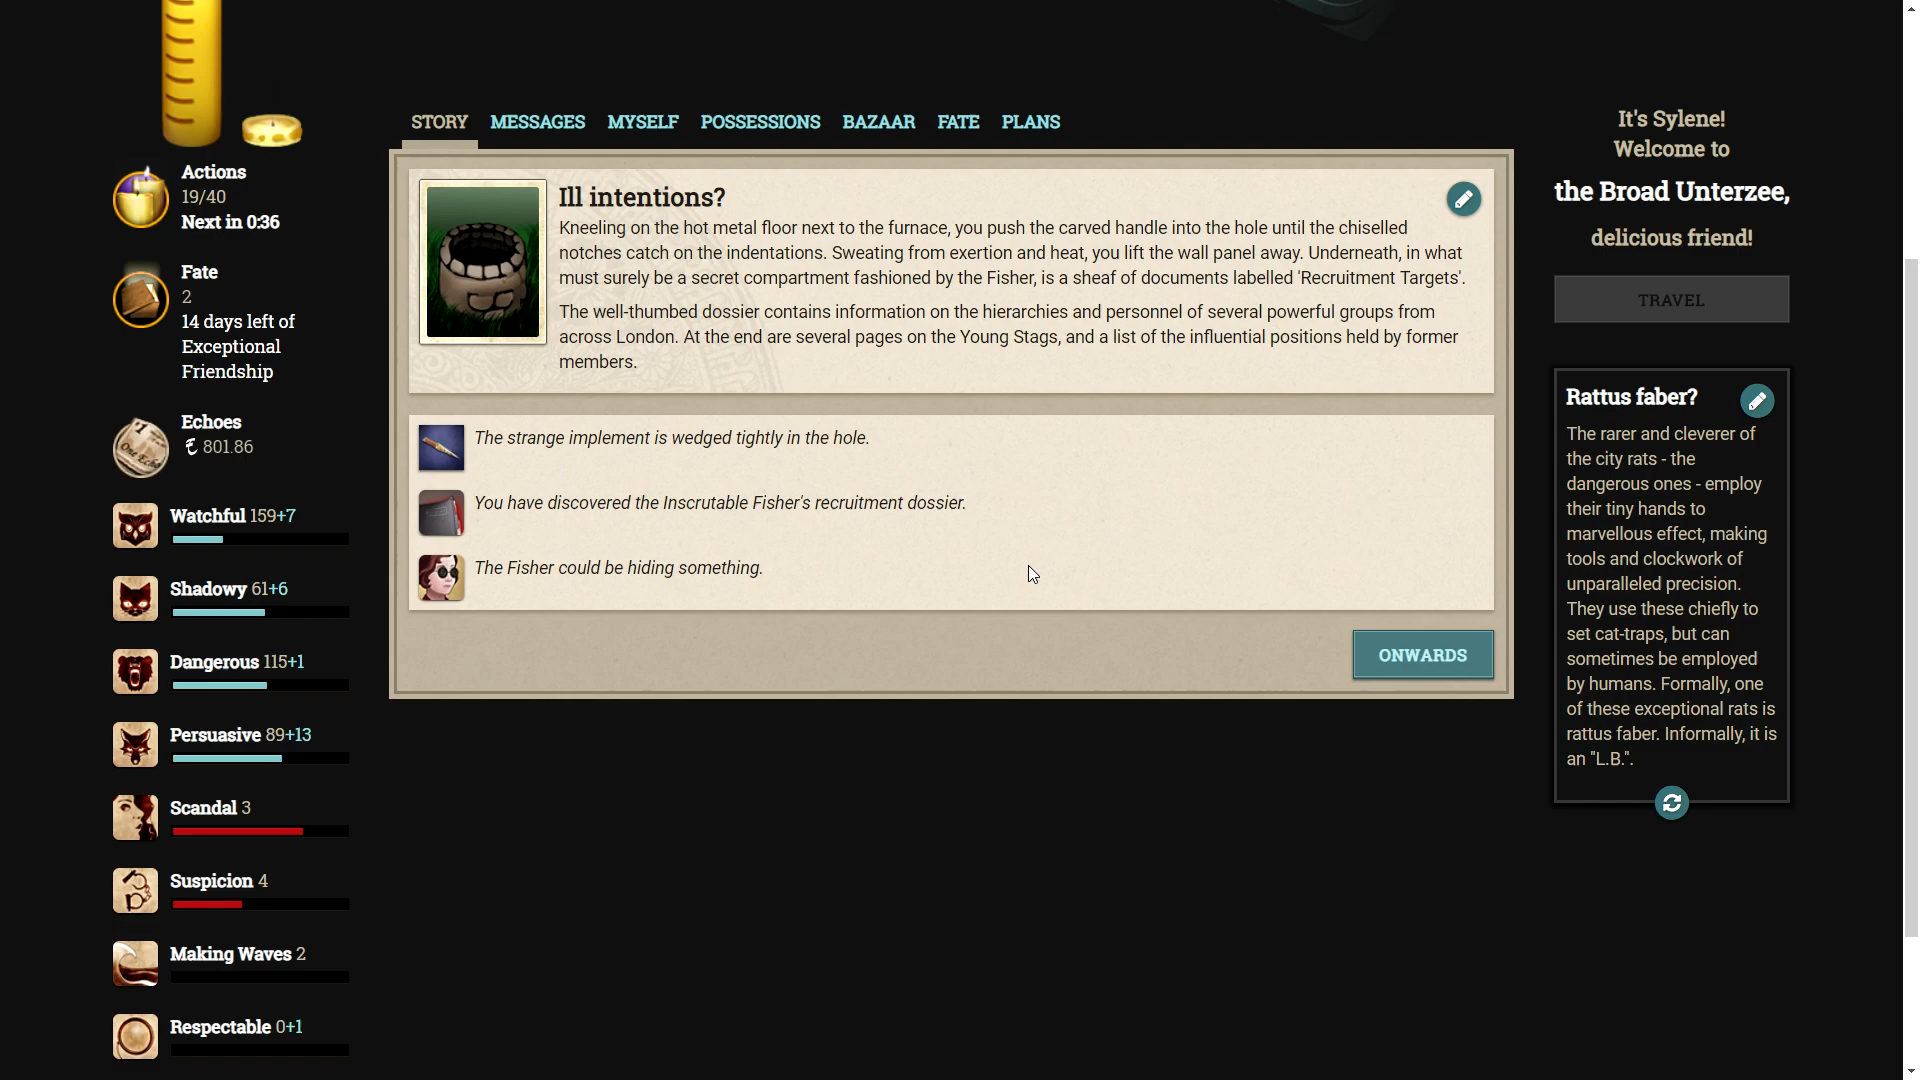 STORY MESSAGES MYSELF POSSESSIONS BAZAAR FATE PLANS
Actions
19/40
Next in 0:36
Fate
2
14 days left of
Exceptional
Friendship
Echoes
801.86
Watchful 159+7
Shadowy 61+6
Dangerous 115+1
Persuasive 89+13
Scandal 3
Suspicion 4
Making Waves 2
Respectable 0+1
Ill intentions?
Kneeling on the hot metal floor next to the furnace, you push the carved handle into the hole until the chiselled
notches catch on the indentations. Sweating from exertion and heat, you lift the wall panel away. Underneath, in what
must surely be a secret compartment fashioned by the Fisher, is a sheaf of documents labelled 'Recruitment Targets'.
The well-thumbed dossier contains information on the hierarchies and personnel of several powerful groups from
across London. At the end are several pages on the Young Stags, and a list of the influential positions held by former
members.
The strange implement is wedged tightly in the hole.
You have discovered the Inscrutable Fisher's recruitment dossier.
The Fisher could be hiding something.
ONWARDS
It's Sylene!
Welcome to
the Broad Unterzee,
delicious friend!
TRAVEL
Rattus faber?
The rarer and cleverer of
the city rats - the
dangerous ones - employ
their tiny hands to
marvellous effect, making
tools and clockwork of
unparalleled precision.
They use these chiefly to
set cat-traps, but can
sometimes be employed
by humans. Formally, one
of these exceptional rats is
rattus faber. Informally, it is
an "L.B.".